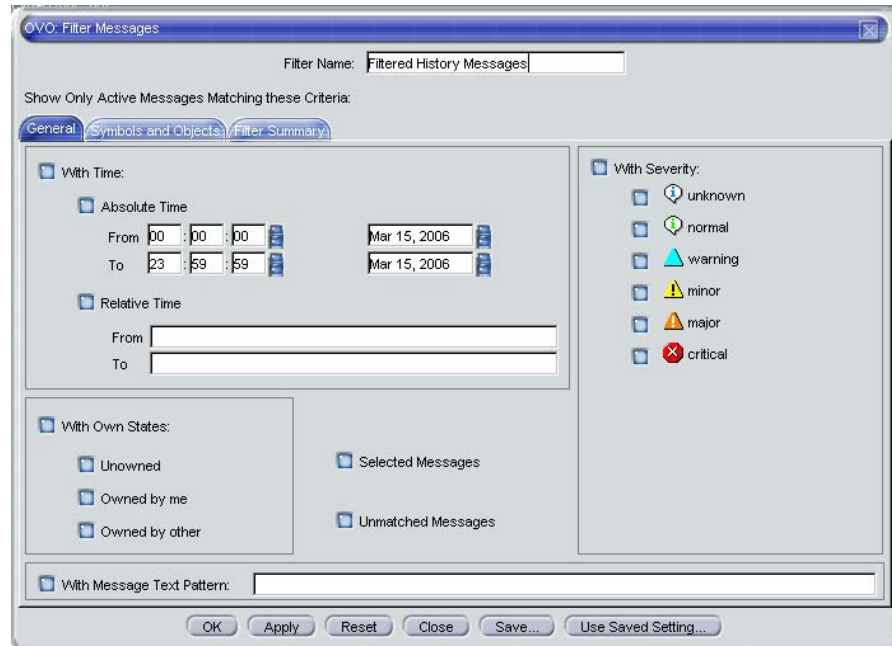 OVO: Filter Messages
Filter Name: Filtered History Messages
Show Only Active Messages Matching these Criteria:
General Symbols and Objects Filter Summary
With Time:
Absolute Time
From 00 : 00 : 00 Mar 15, 2006
To 23 : 59 : 59 Mar 15, 2006
Relative Time
From
To
With Severity:
unknown
normal
warning
minor
major
critical
With Own States:
Unowned
Owned by me
Owned by other
Selected Messages
Unmatched Messages
With Message Text Pattern:
OK Apply Reset Close Save... Use Saved Setting...